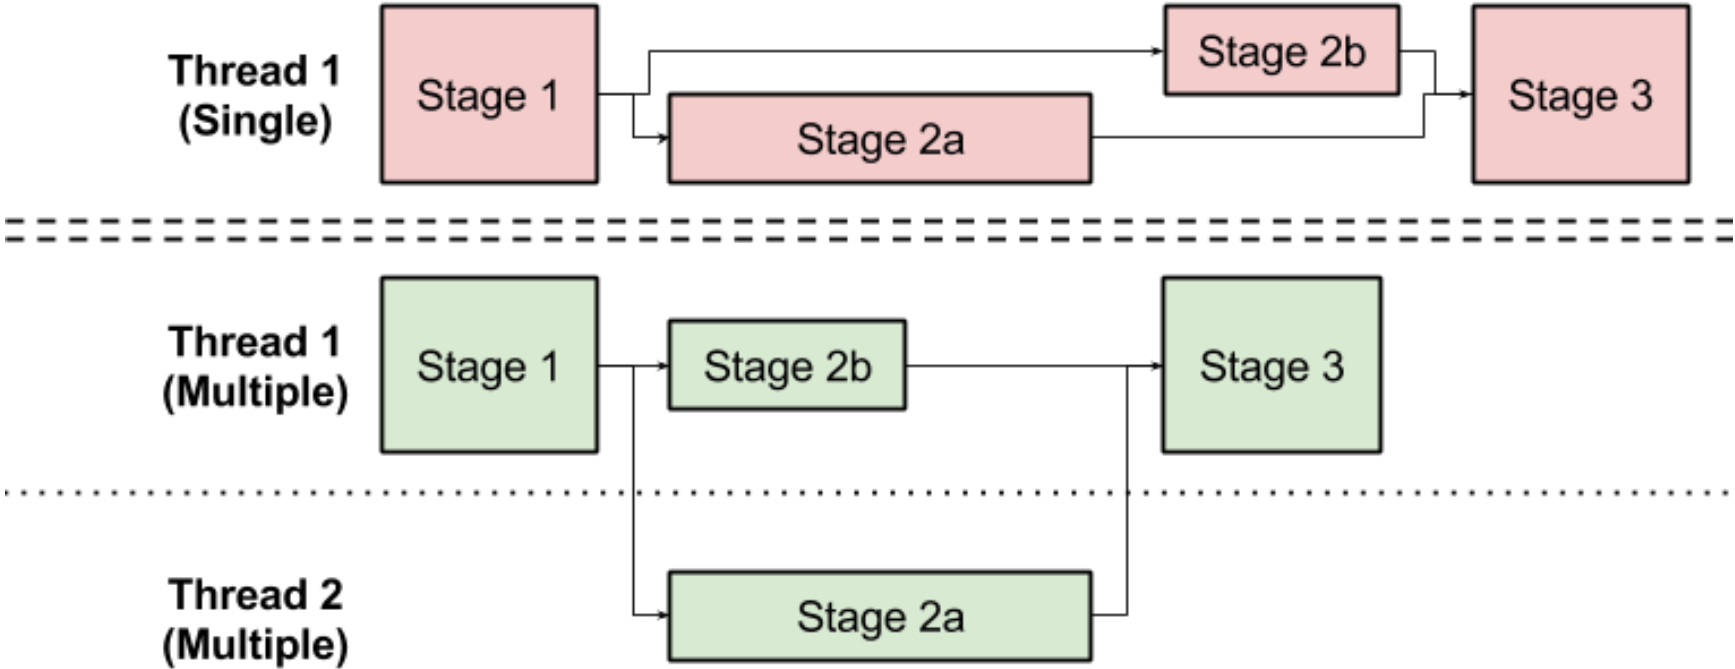 Thread 1
(Single)
Stage 1
Stage 2a
Stage 2b
Stage 3
Thread 1
(Multiple)
Stage 1
Stage 2b
Stage 3
Thread 2
(Multiple)
Stage 2a